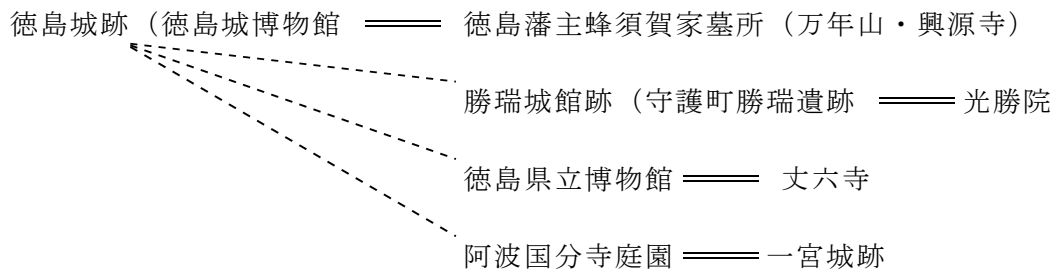 徳島城跡（徳島城博物館 徳島藩主蜂須賀家墓所（万年山・興源寺）
勝瑞城館跡（守護町勝瑞遺跡 光勝院
徳島県立博物館 丈六寺
阿波国分寺庭園 一宮城跡